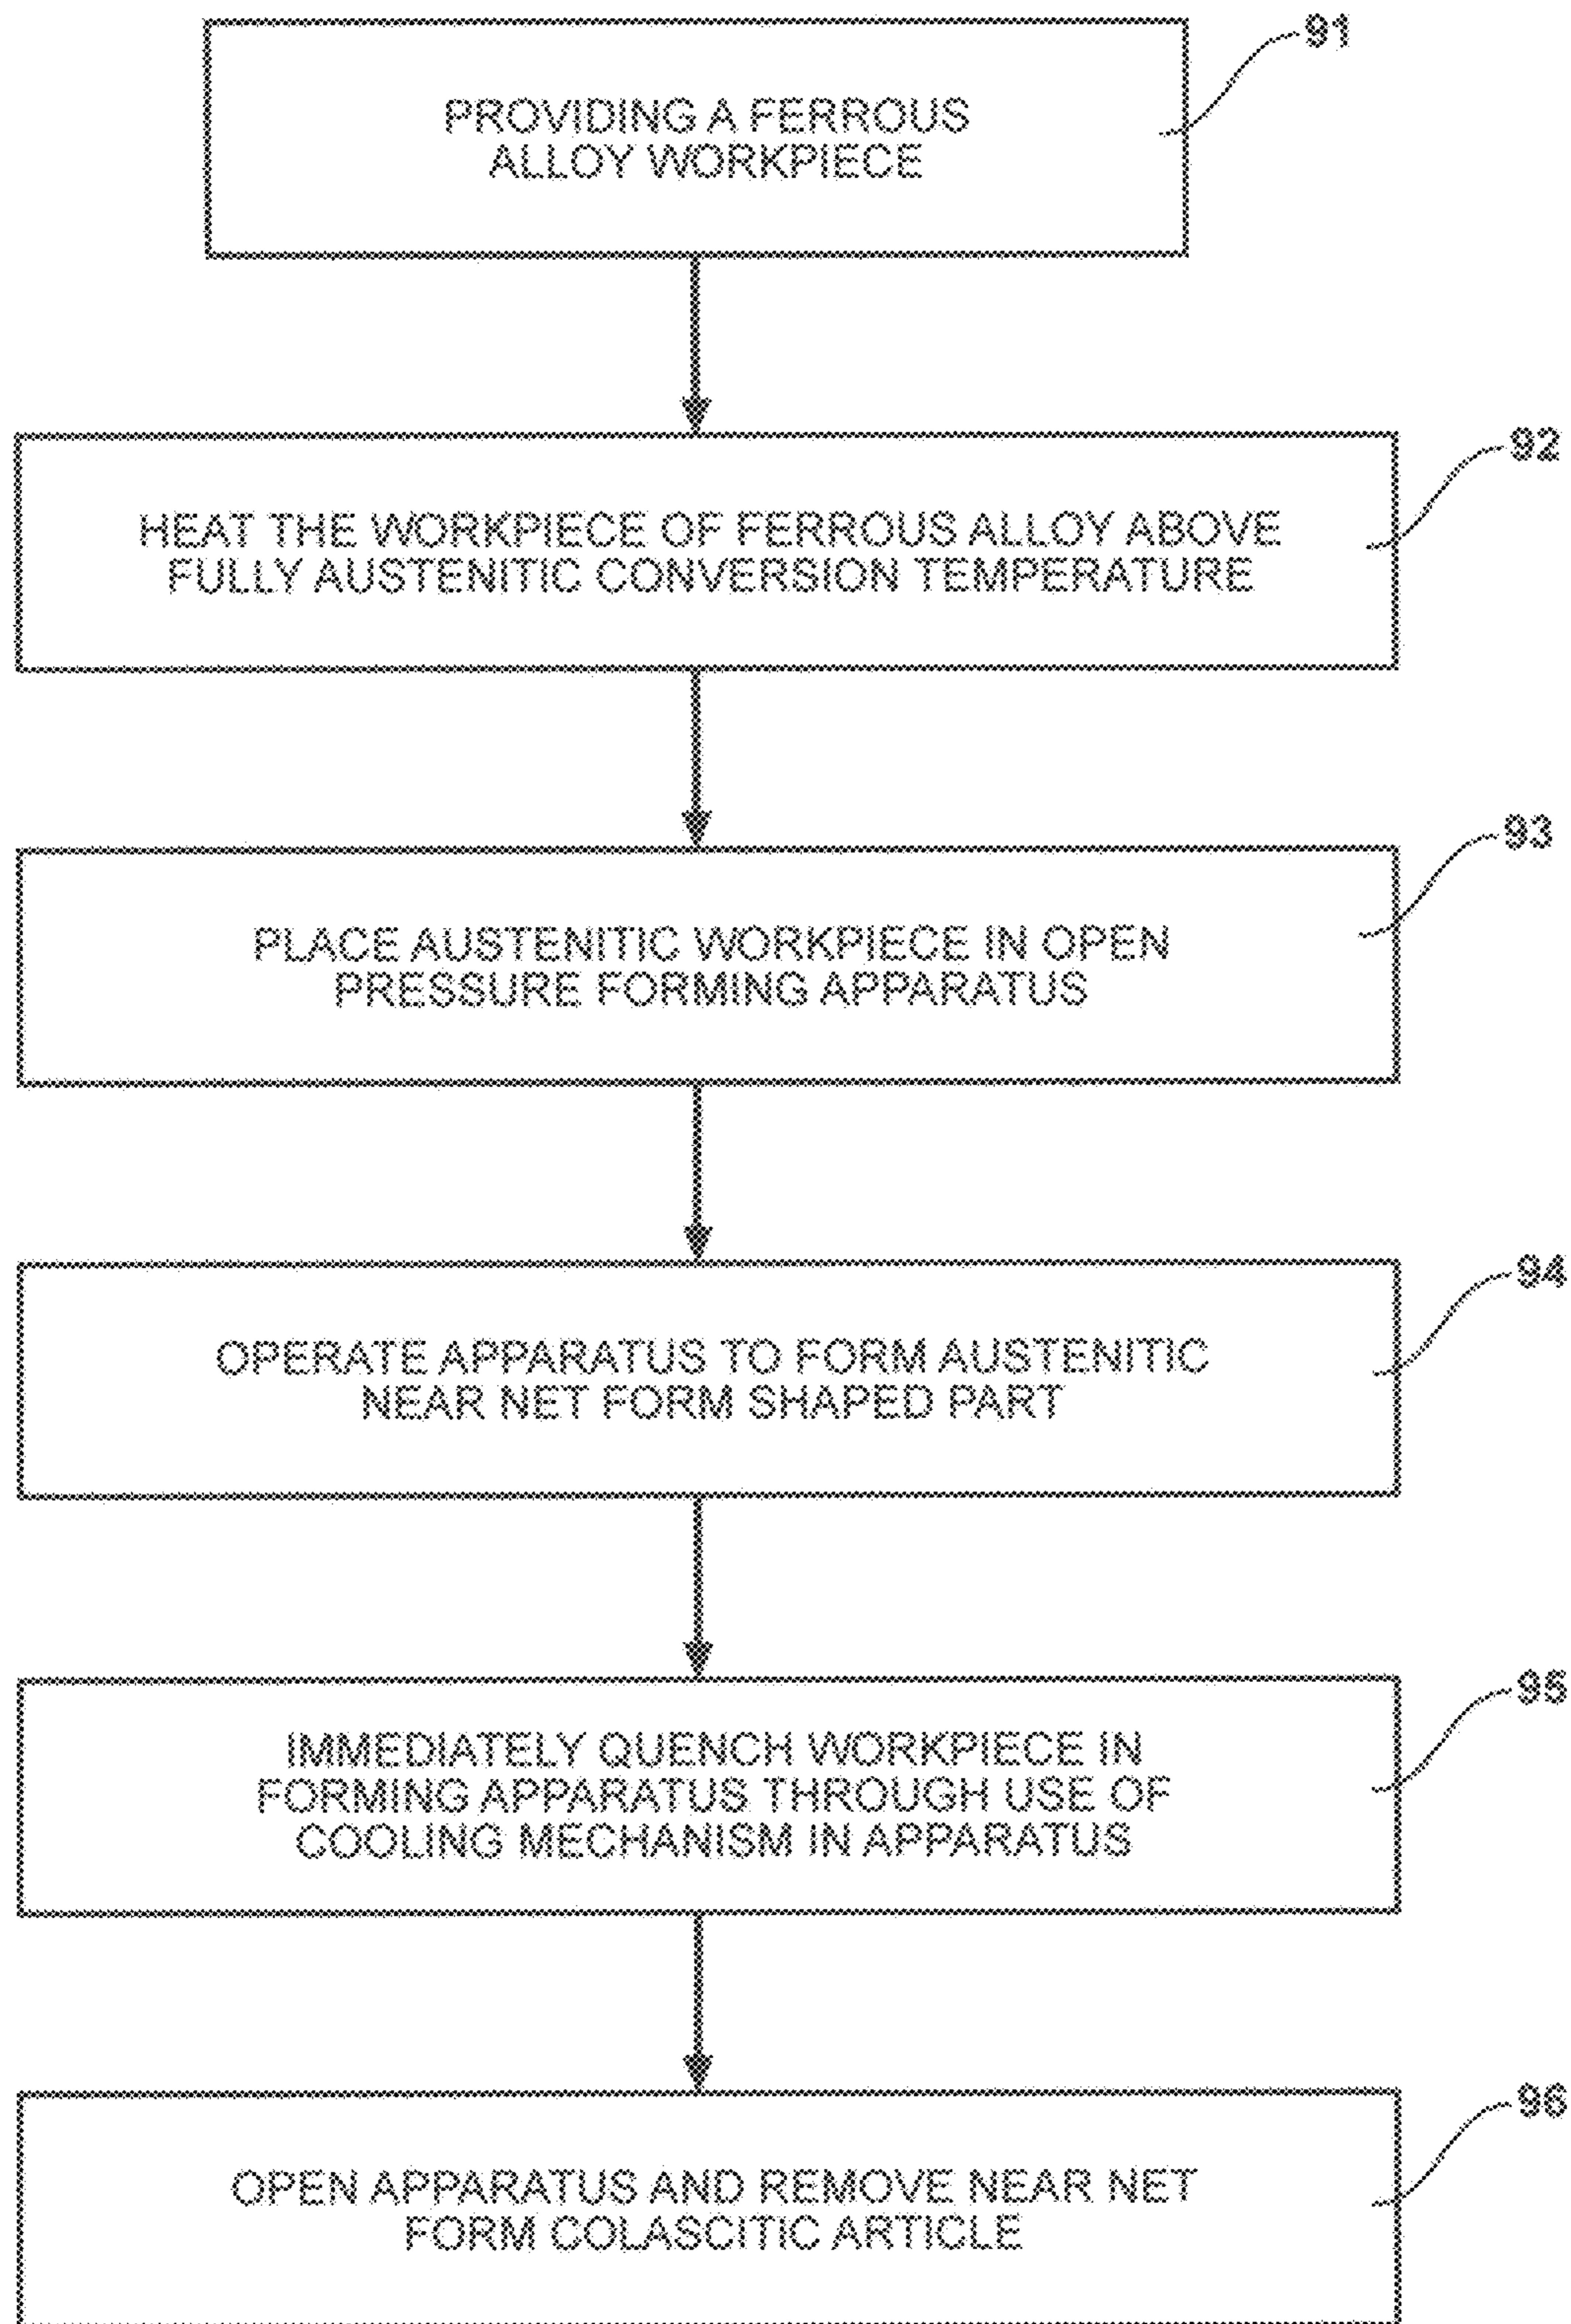 91
PROVIDING A FERROUS
ALLOY WORKPIECE
92
HEAT THE WORKPIECE OF FERROUS ALLOY ABOVE
FULLY AUSTENITIC CONVERSION TEMPERATURE
93
PLACE AUSTENITIC WORKPIECE IN OPEN
PRESSURE FORMING APPARATUS
94
OPERATE APPARATUS TO FORM AUSTENITIC
NEAR NET FORM SHAPED PART
95
IMMEDIATELY QUENCH WORKPIECE IN
FORMING APPARATUS THROUGH USE OF
COOLING MECHANISM IN APPARATUS
96
OPEN APPARATUS AND REMOVE NEAR NET
FORM COLASCITIC ARTICLE